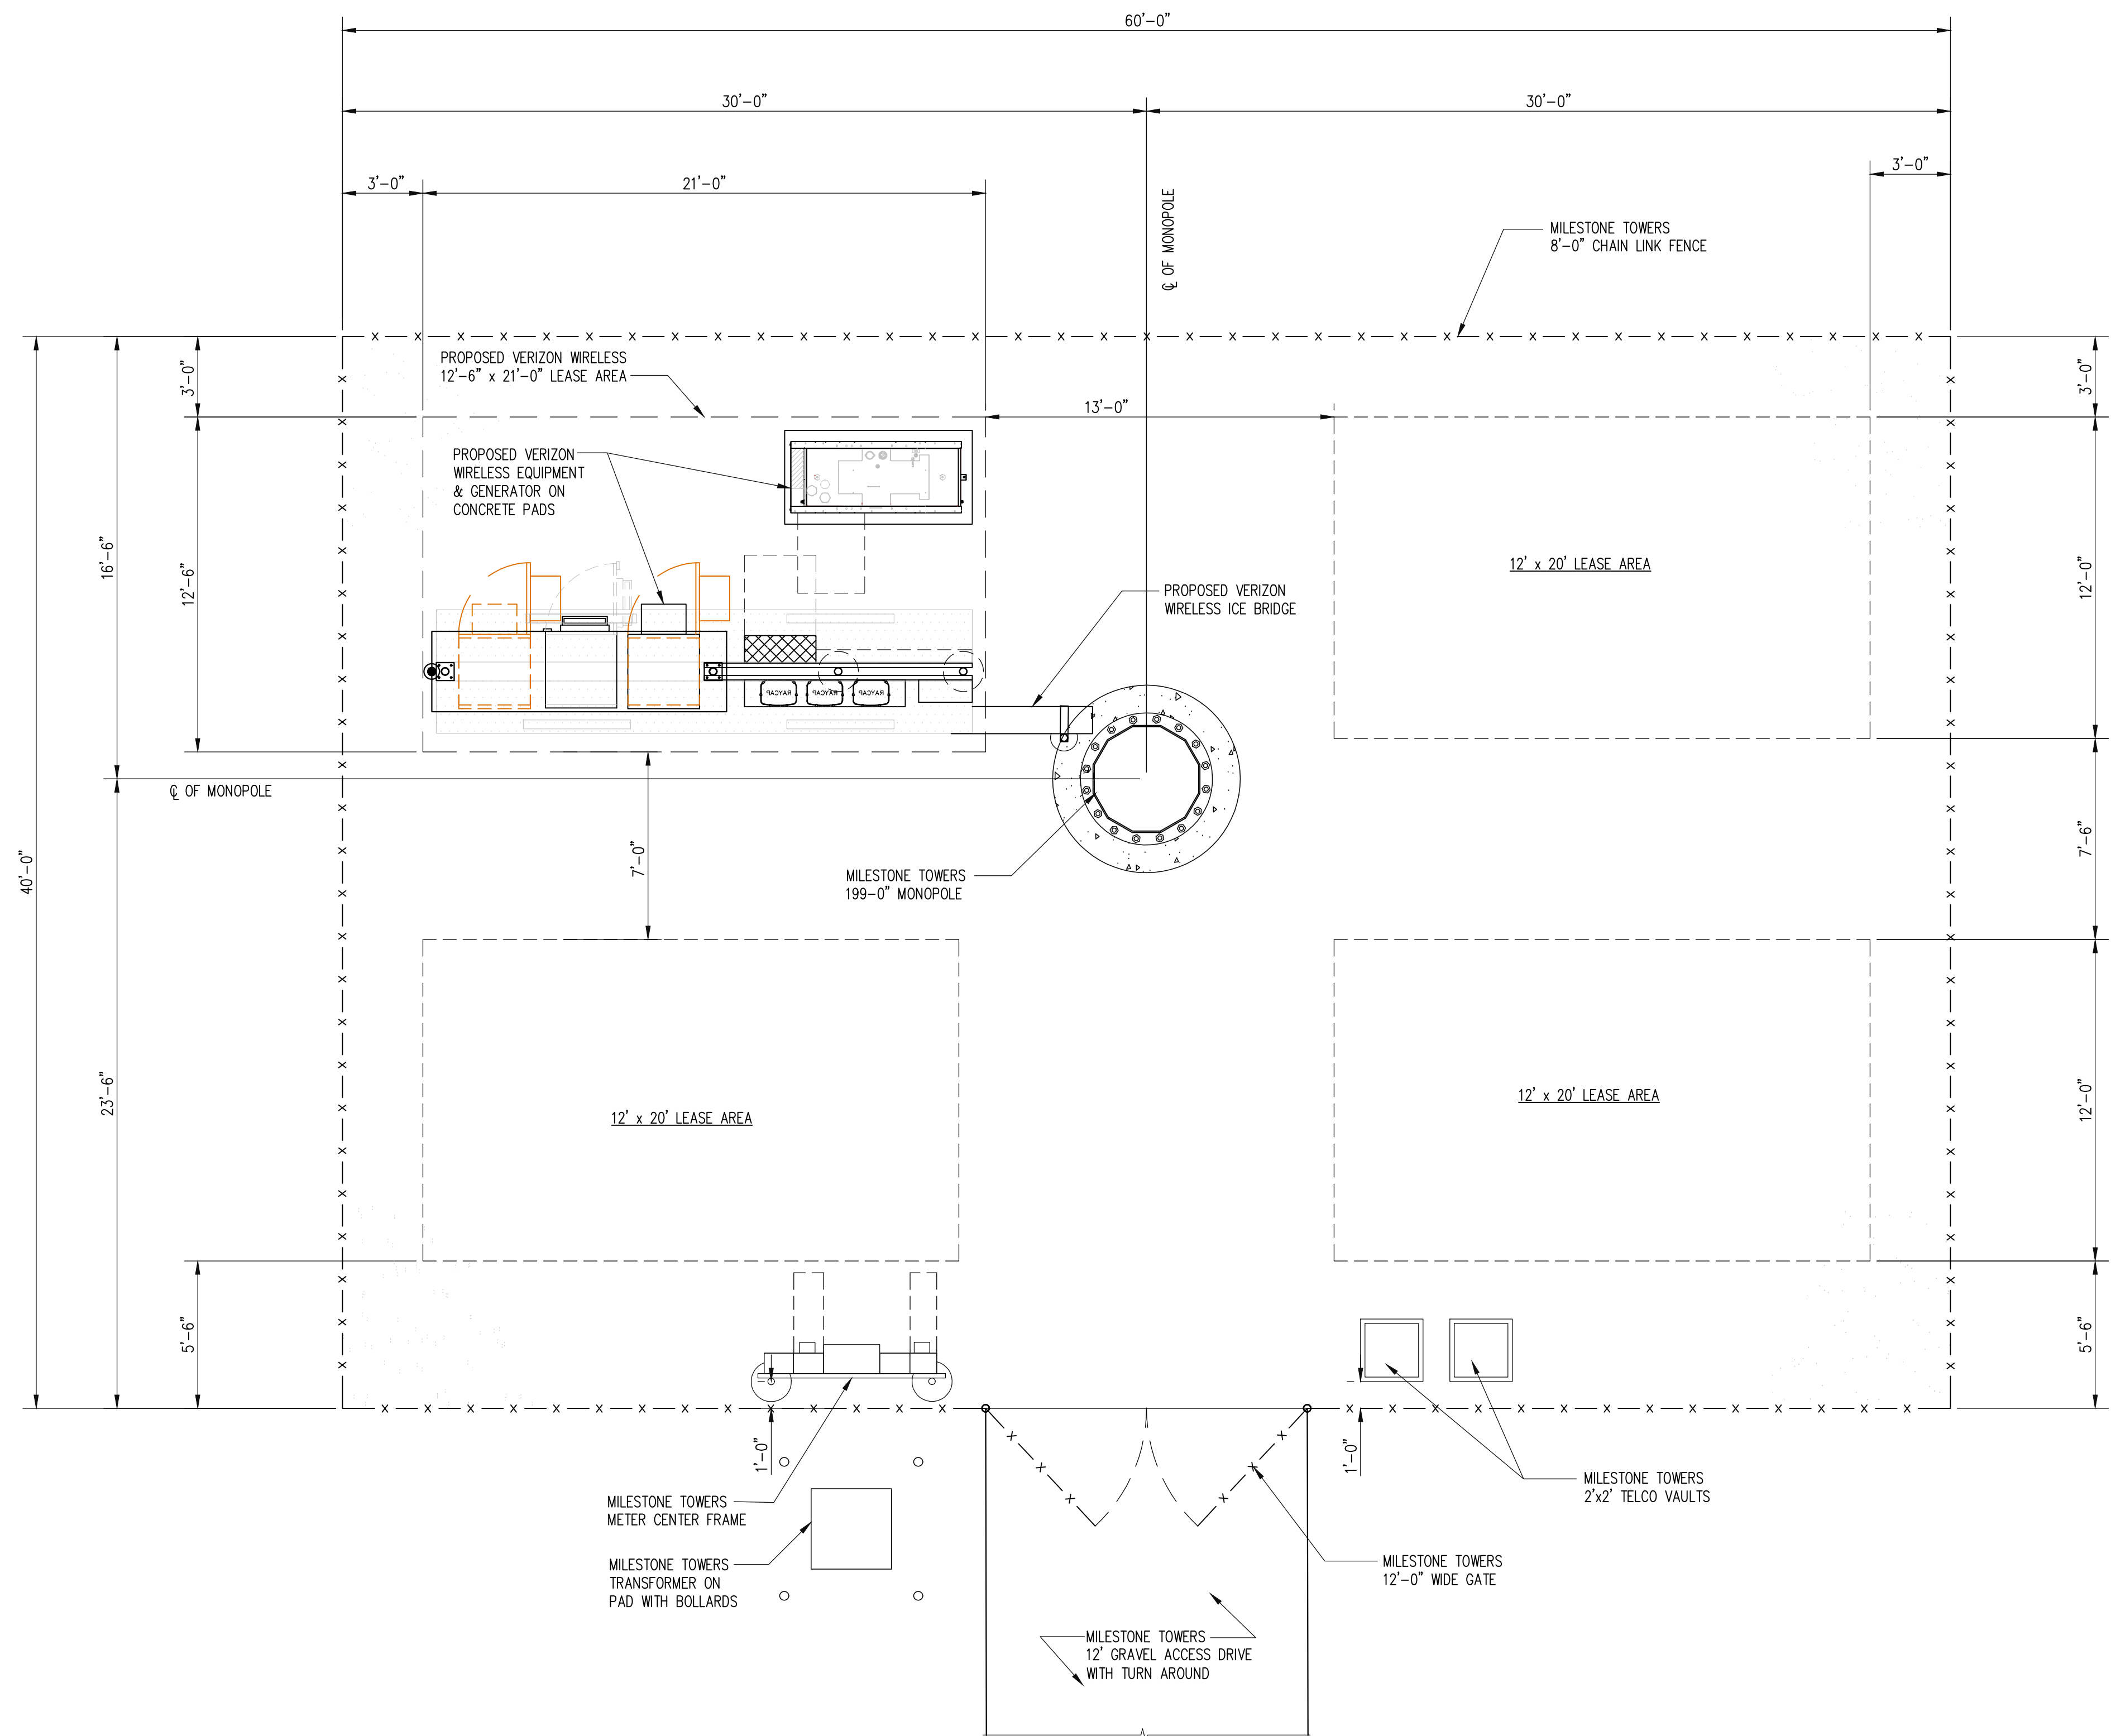 60'-0"
30'-0"
30'-0"
3'-0"
3'-0"
21'-0"
℄ OF MONOPOLE
MILESTONE TOWERS
8'-0" CHAIN LINK FENCE
PROPOSED VERIZON WIRELESS
12'-6" x 21'-0" LEASE AREA
3'-0"
3'-0"
13'-0"
PROPOSED VERIZON
WIRELESS EQUIPMENT
& GENERATOR ON
CONCRETE PADS
16'-6"
12'-6"
12' x 20' LEASE AREA
12'-0"
PROPOSED VERIZON
WIRELESS ICE BRIDGE
RAYCAP
RAYCAP
RAYCAP
℄ OF MONOPOLE
40'-0"
7'-0"
7'-6"
MILESTONE TOWERS
199-0" MONOPOLE
23'-6"
12' x 20' LEASE AREA
12' x 20' LEASE AREA
12'-0"
5'-6"
5'-6"
1'-0"
1'-0"
MILESTONE TOWERS
METER CENTER FRAME
MILESTONE TOWERS
2'x2' TELCO VAULTS
MILESTONE TOWERS
TRANSFORMER ON
PAD WITH BOLLARDS
MILESTONE TOWERS
12'-0" WIDE GATE
MILESTONE TOWERS
12' GRAVEL ACCESS DRIVE
WITH TURN AROUND